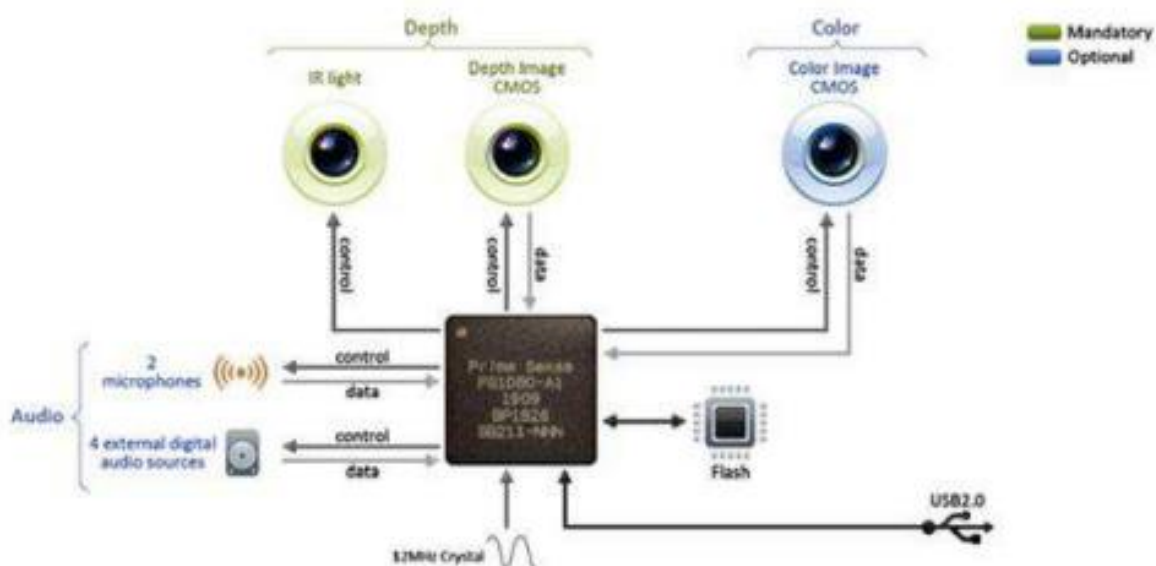 Depth
Color
Mandatory
Optional
IR light
Depth Image
CMOS
Color Image
CMOS
control
control
data
control
data
Prime Sense
PS1080-A1
1909
control
data
2
microphones
Audio
4 external digital
audio sources
control
data
Flash
USB2.0
12MHz Crystal